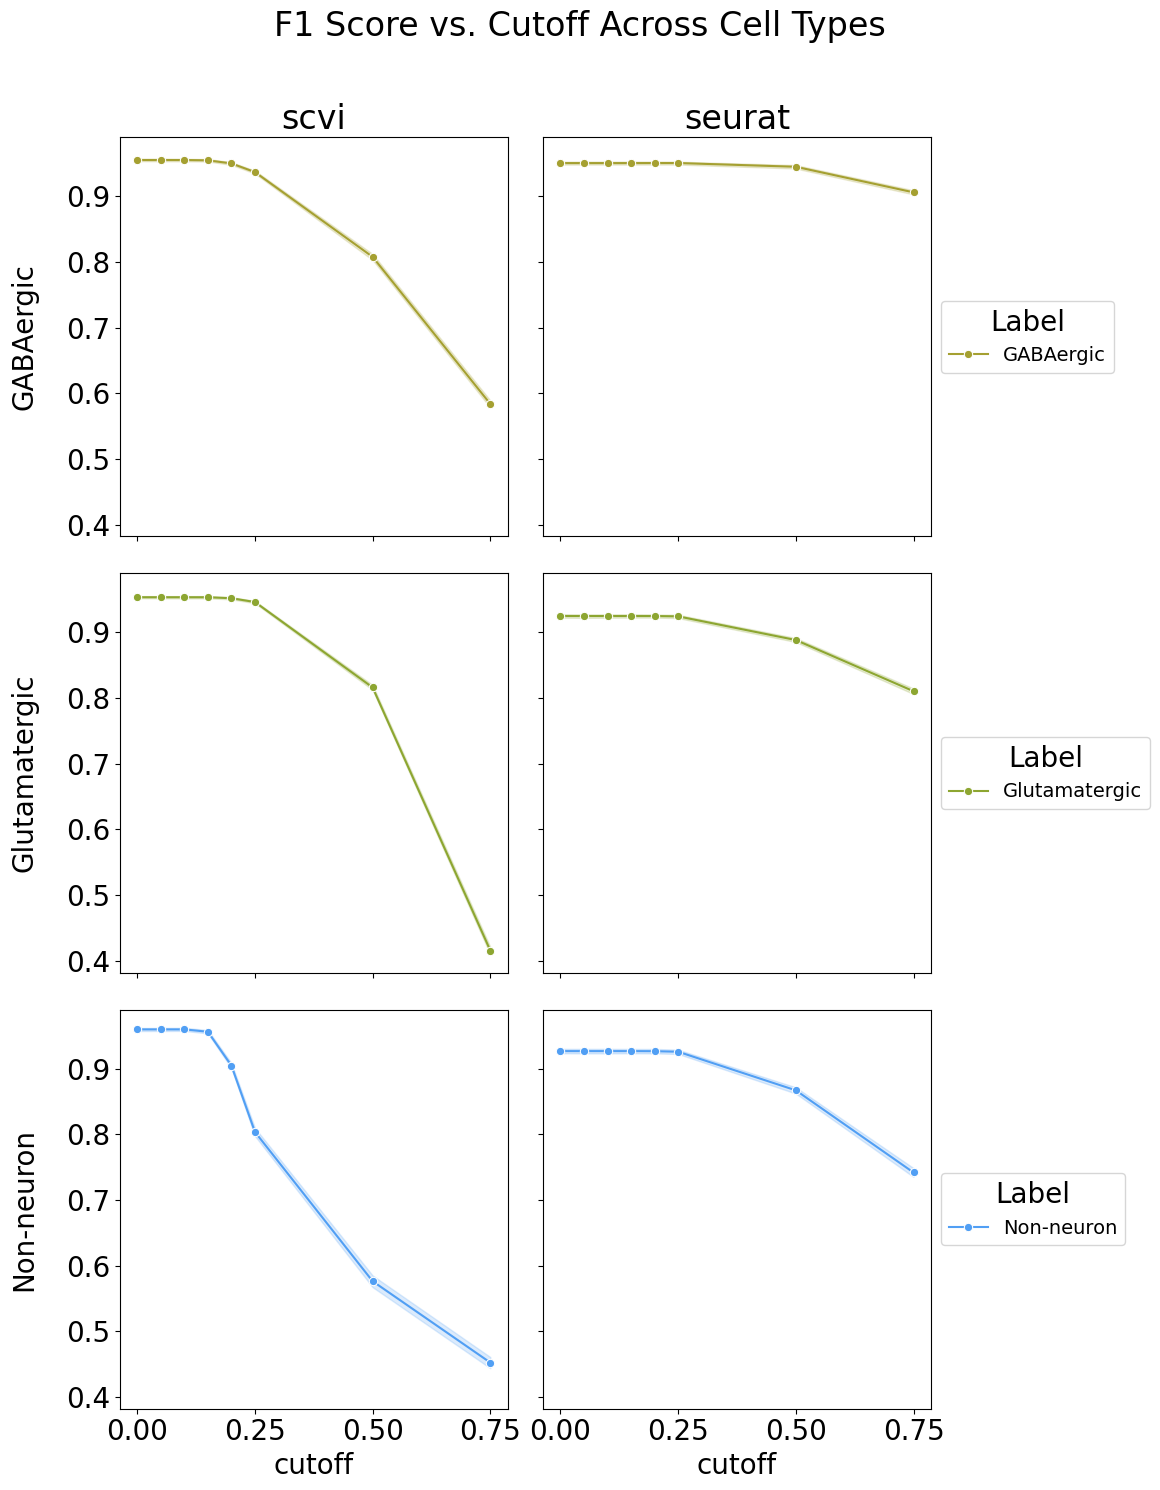 F1 Score vs. Cutoff Across Cell Types
scvi
seurat
GABAergic
0.9
0.8
0.7
0.6
0.5
0.4
Label
GABAergic
Glutamatergic
0.9
0.8
0.7
0.6
0.5
0.4
Label
Glutamatergic
Non-neuron
0.9
0.8
0.7
0.6
0.5
0.4
Label
Non-neuron
0.00 0.25 0.50 0.75
0.00 0.25 0.50 0.75
cutoff
cutoff